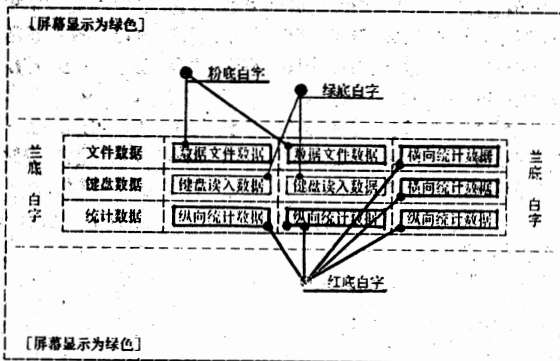 [屏幕显示为绿色]
粉底白字
绿底白字
兰底 白字
文件数据 数据文件数据 数据文件数据 横向统计数据
键盘数据 键盘读入数据 键盘读入数据 横向统计数据
统计数据 纵向统计数据 纵向统计数据 纵向统计数据
兰底 白字
红底白字
[屏幕显示为绿色]